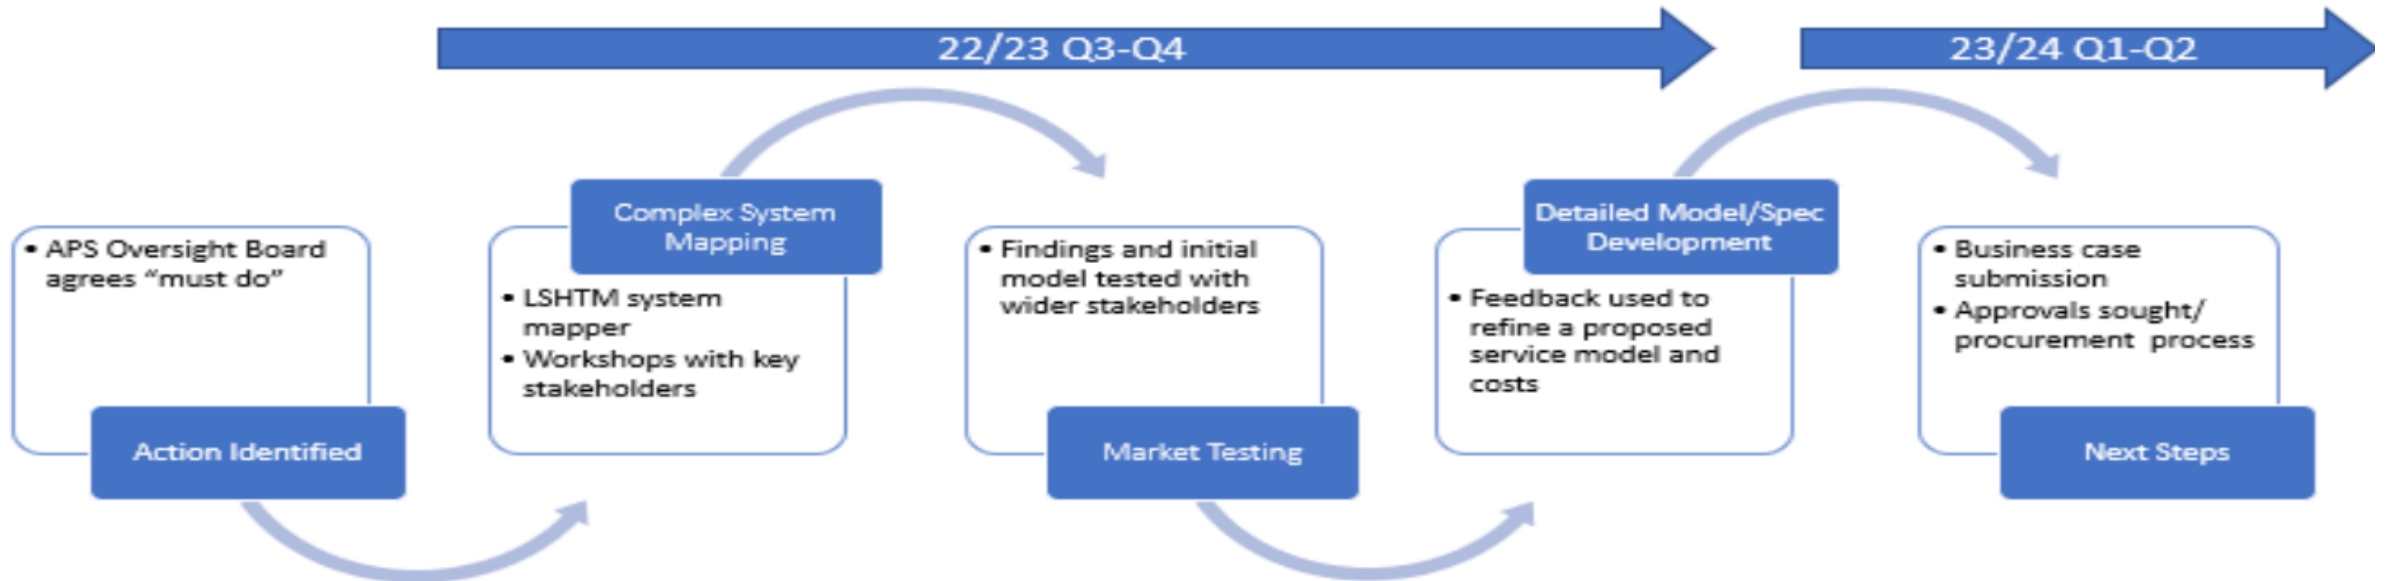 22/23 Q3-Q4
23/24 Q1-Q2
• APS Oversight Board
agrees “must do”
Action Identified
Complex System
Mapping
• LSHTM system
mapper
• Workshops with key
stakeholders
• Findings and initial
model tested with
wider stakeholders
Market Testing
Detailed Model/Spec
Development
• Feedback used to
refine a proposed
service model and
costs
• Business case
submission
• Approvals sought/
procurement process
Next Steps